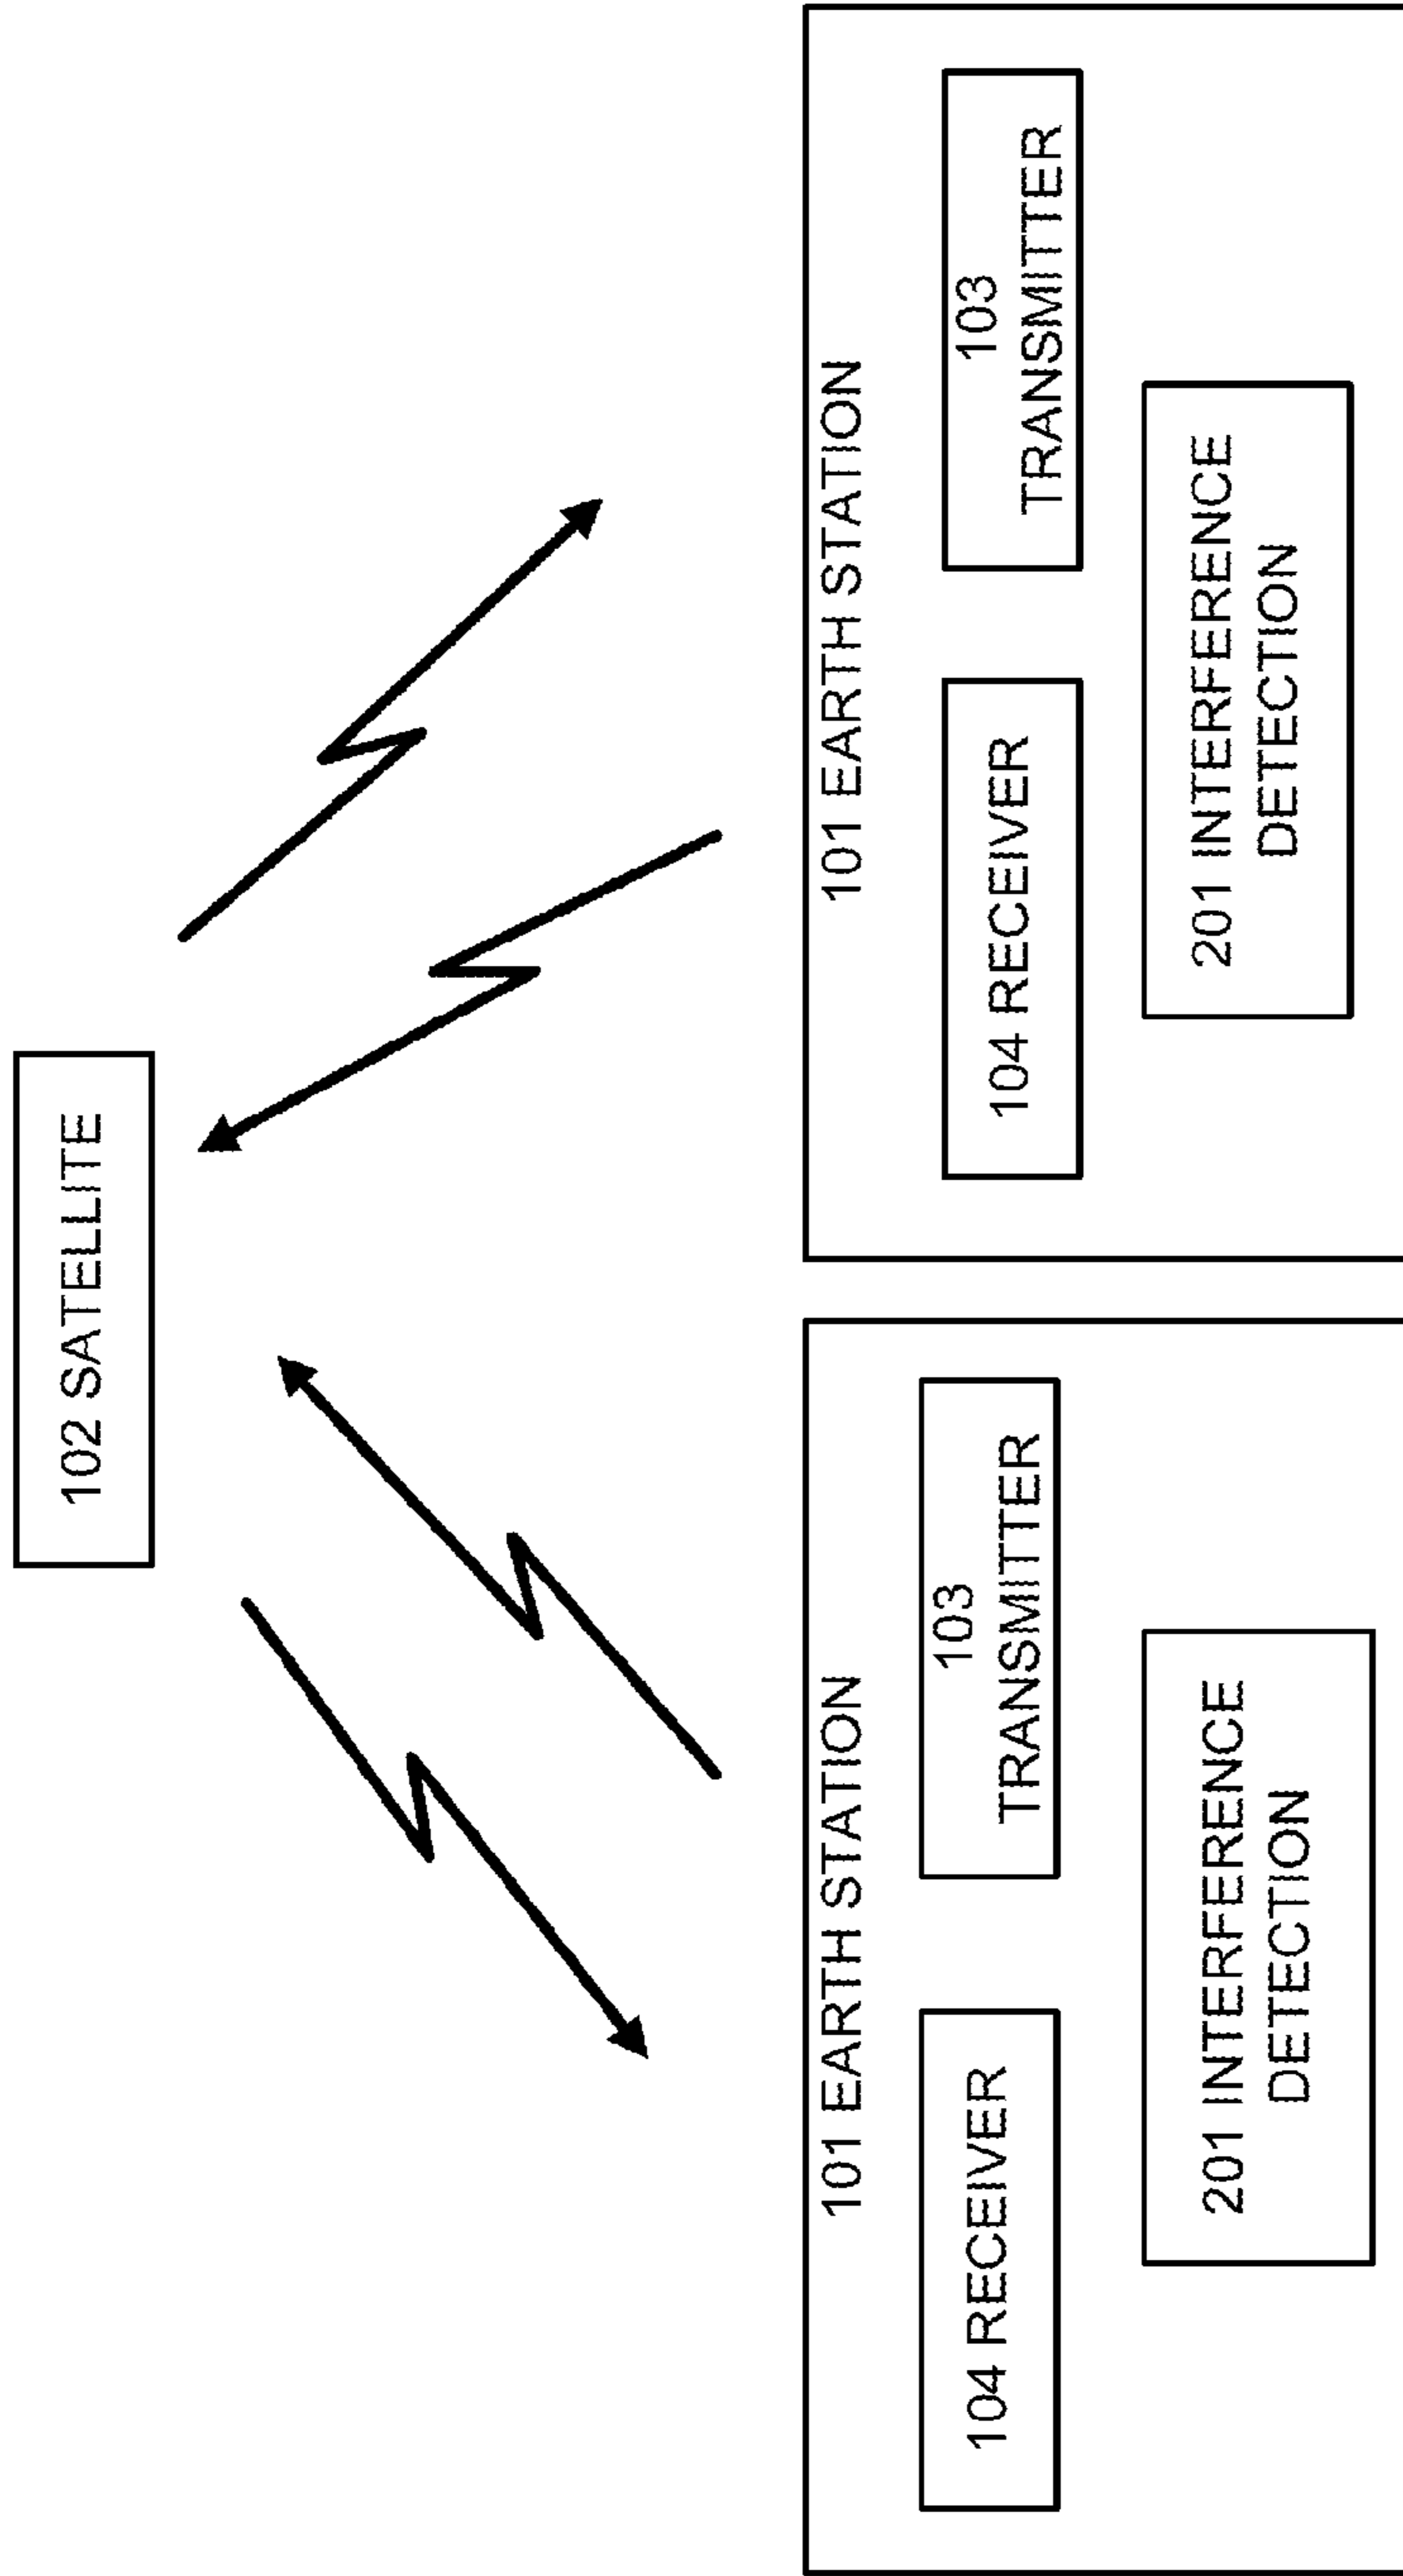 102 SATELLITE
101 EARTH STATION
104 RECEIVER
103
TRANSMITTER
201 INTERFERENCE
DETECTION
101 EARTH STATION
104 RECEIVER
103
TRANSMITTER
201 INTERFERENCE
DETECTION